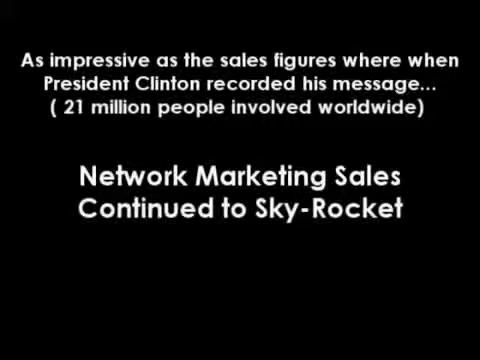 As impressive as the sales figures where when
President Clinton recorded his message...
( 21 million people involved worldwide)
Network Marketing Sales
Continued to Sky-Rocket